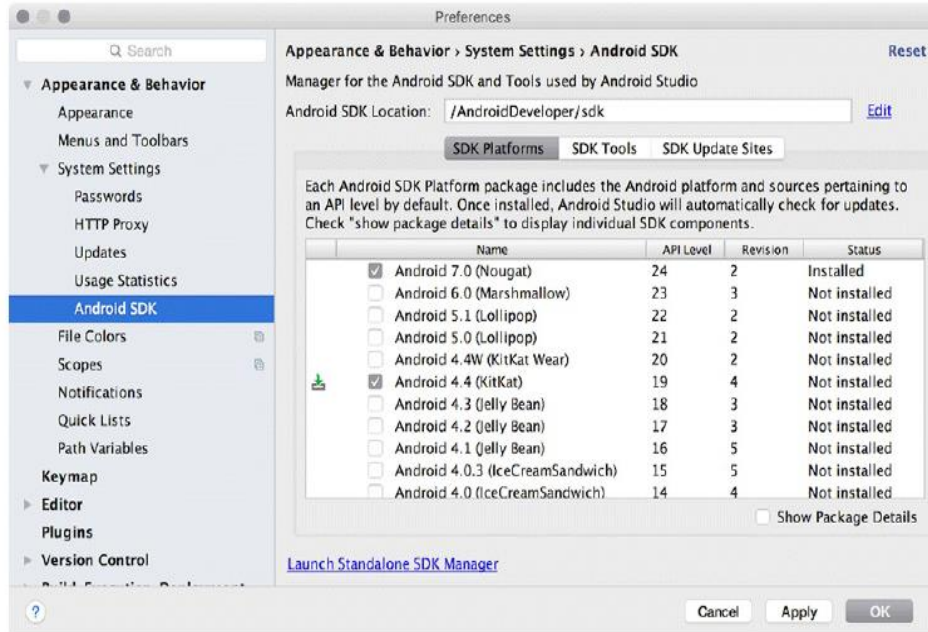 Preferences
Search
Appearance & Behavior
Appearance
Menus and Toolbars
System Settings
Passwords
HTTP Proxy
Updates
Usage Statistics
Android SDK
File Colors
Scopes
Notifications
Quick Lists
Path Variables
Keymap
Editor
Plugins
Version Control
Appearance & Behavior › System Settings › Android SDK Reset
Manager for the Android SDK and Tools used by Android Studio
Android SDK Location: /AndroidDeveloper/sdk Edit
SDK Platforms SDK Tools SDK Update Sites
Each Android SDK Platform package includes the Android platform and sources pertaining to
an API level by default. Once installed, Android Studio will automatically check for updates.
Check "show package details" to display individual SDK components.
Name API Level Revision Status
Android 7.0 (Nougat) 24 2 Installed
Android 6.0 (Marshmallow) 23 3 Not installed
Android 5.1 (Lollipop) 22 2 Not installed
Android 5.0 (Lollipop) 21 2 Not installed
Android 4.4W (KitKat Wear) 20 2 Not installed
Android 4.4 (KitKat) 19 4 Not installed
Android 4.3 (Jelly Bean) 18 3 Not installed
Android 4.2 (Jelly Bean) 17 3 Not installed
Android 4.1 (Jelly Bean) 16 5 Not installed
Android 4.0.3 (IceCreamSandwich) 15 5 Not installed
Android 4.0 (IceCreamSandwich) 14 4 Not installed
Show Package Details
Launch Standalone SDK Manager
? Cancel Apply OK